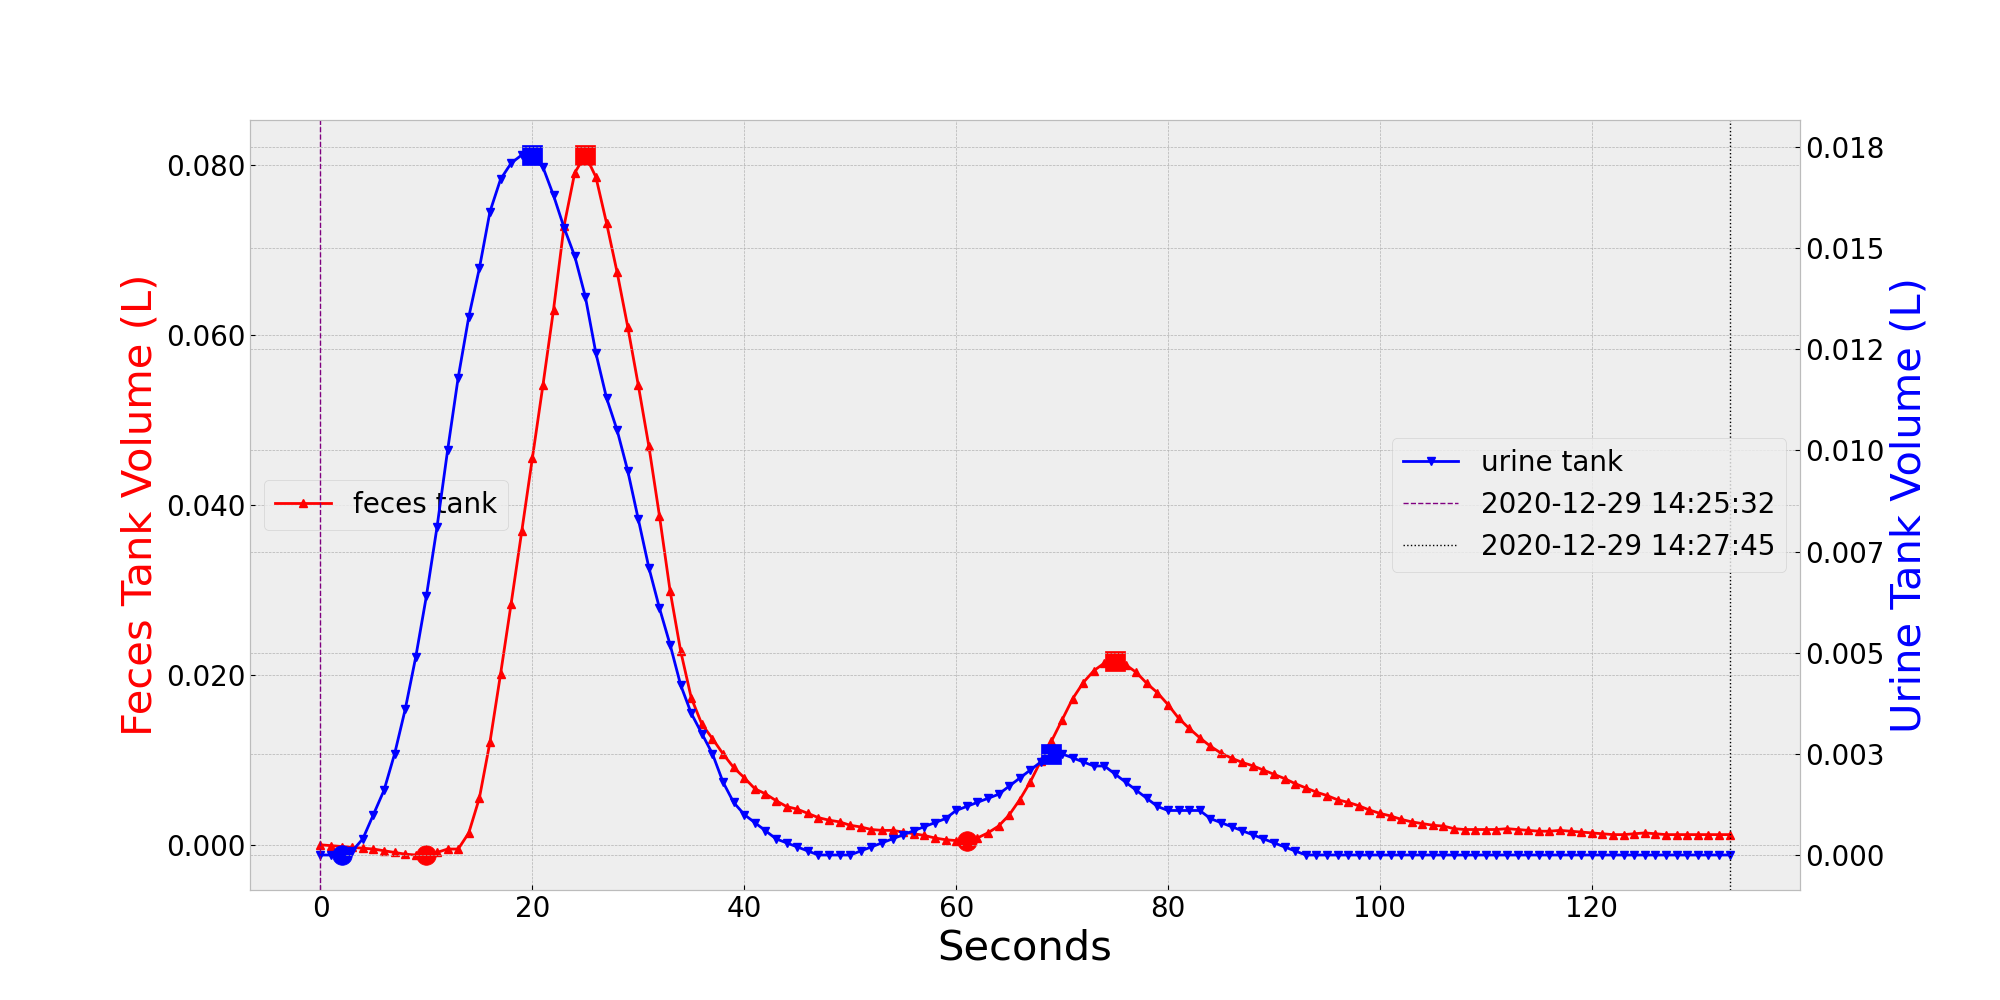 Feces Tank Volume (L)
0.080
0.060
0.040
0.020
0.000
feces tank
urine tank
2020-12-29 14:25:32
2020-12-29 14:27:45
0.018
0.015
0.012
0.010
0.007
0.005
0.003
0.000
Urine Tank Volume (L)
0 20 40 60 80 100 120
Seconds